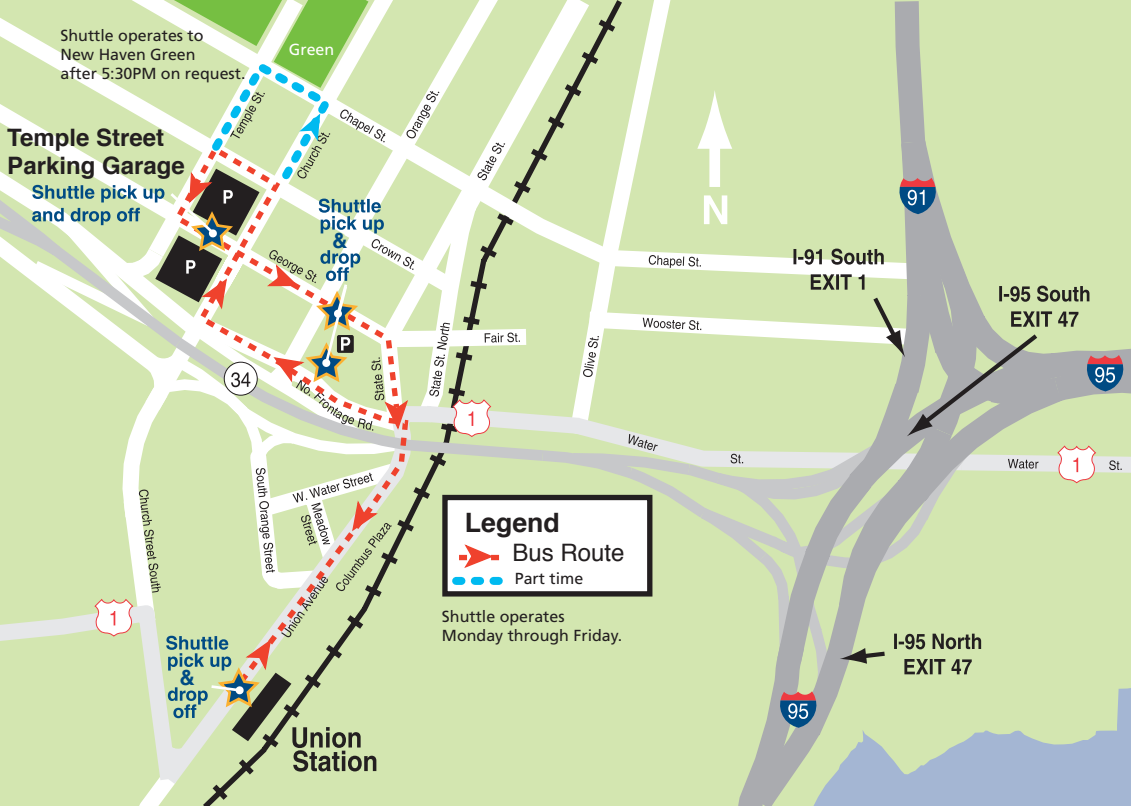 Shuttle operates to
New Haven Green
after 5:30PM on request.
Green
Temple St.
Church St.
Chapel St.
Orange St.
State St.
Temple Street
Parking Garage
Shuttle pick up
and drop off
P
P
Shuttle
pick up
&
drop
off
Crown St.
George St.
N
91
Chapel St.
I-91 South
EXIT 1
I-95 South
EXIT 47
Wooster St.
Fair St.
P
State St.
State St. North
Olive St.
34
No. Frontage Rd.
95
1
Water
St.
Water
1
St.
W. Water Street
Meadow
Street
South Orange Street
Church Street South
Columbus Plaza
Union Avenue
Legend
Bus Route
Part time
Shuttle operates
Monday through Friday.
1
Shuttle
pick up
&
drop
off
I-95 North
EXIT 47
95
Union
Station